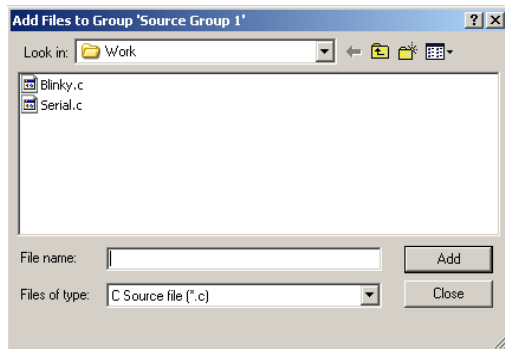 Add Files to Group 'Source Group 1'
Look in: Work
Blinky.c
Serial.c
File name: Add
Files of type: C Source file (*.c) Close